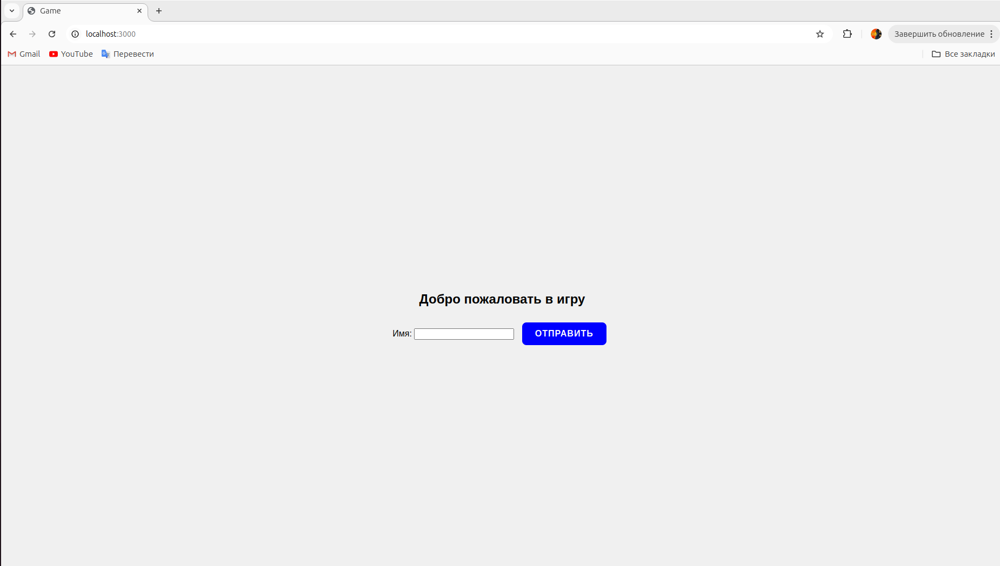 Game
localhost:3000
Завершить обновление
Gmail
YouTube
Перевести
Все закладки
Добро пожаловать в игру
Имя:
ОТПРАВИТЬ